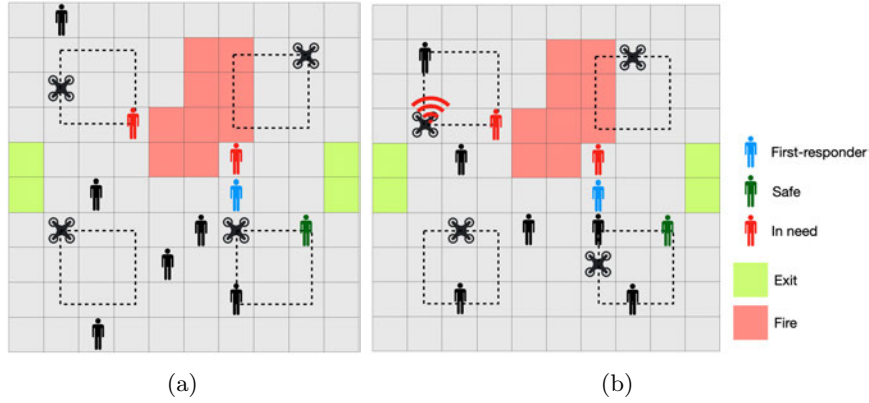 First-responder
Safe
In need
Exit
Fire
(a)
(b)